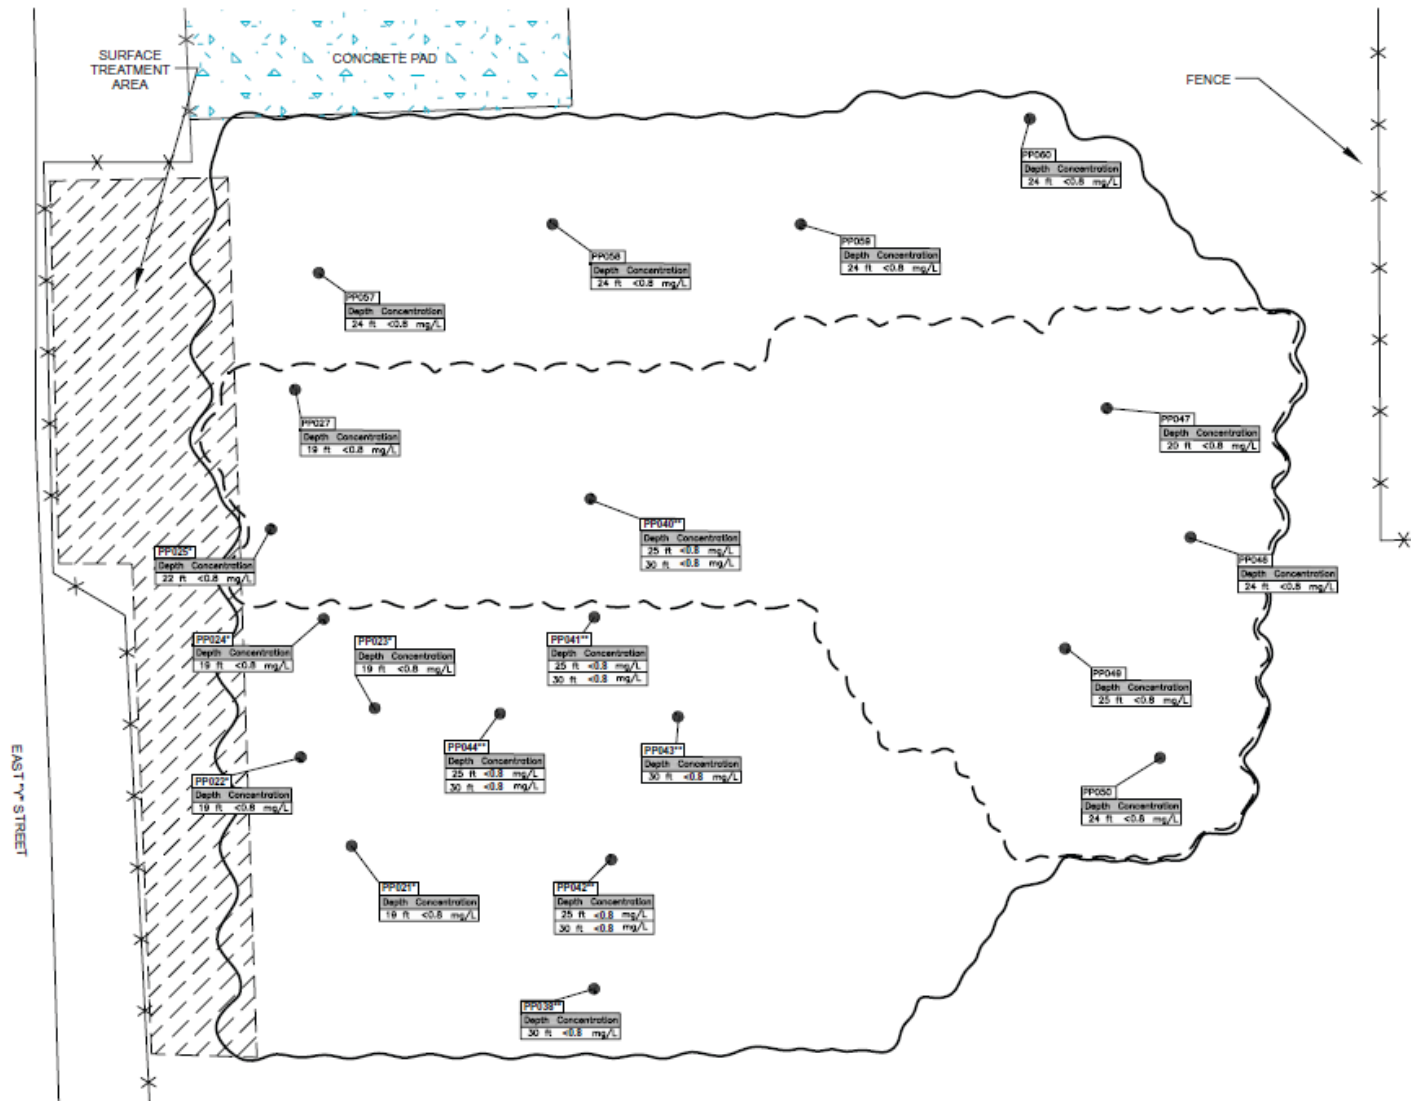 SURFACE
TREATMENT
AREA
CONCRETE PAD
FENCE
PP060
Depth Concentration
24 ft <0.8 mg/L
PP058
Depth Concentration
24 ft <0.8 mg/L
PP059
Depth Concentration
24 ft <0.8 mg/L
PP057
Depth Concentration
24 ft <0.8 mg/L
PP027
Depth Concentration
19 ft <0.8 mg/L
PP047
Depth Concentration
20 ft <0.8 mg/L
PP040**
Depth Concentration
25 ft <0.8 mg/L
30 ft <0.8 mg/L
PP025*
Depth Concentration
22 ft <0.8 mg/L
Depth Concentration
24 ft <0.8 mg/L
PP024*
Depth Concentration
19 ft <0.8 mg/L
PP023*
Depth Concentration
19 ft <0.8 mg/L
PP041**
Depth Concentration
25 ft <0.8 mg/L
30 ft <0.8 mg/L
PP049
Depth Concentration
25 ft <0.8 mg/L
PP044**
Depth Concentration
25 ft <0.8 mg/L
30 ft <0.8 mg/L
PP043**
Depth Concentration
30 ft <0.8 mg/L
PP022*
Depth Concentration
19 ft <0.8 mg/L
PP050
Depth Concentration
24 ft <0.8 mg/L
EAST "Y" STREET
PP021*
Depth Concentration
19 ft <0.8 mg/L
PP042**
Depth Concentration
25 ft <0.8 mg/L
30 ft <0.8 mg/L
PP038**
Depth Concentration
30 ft <0.8 mg/L